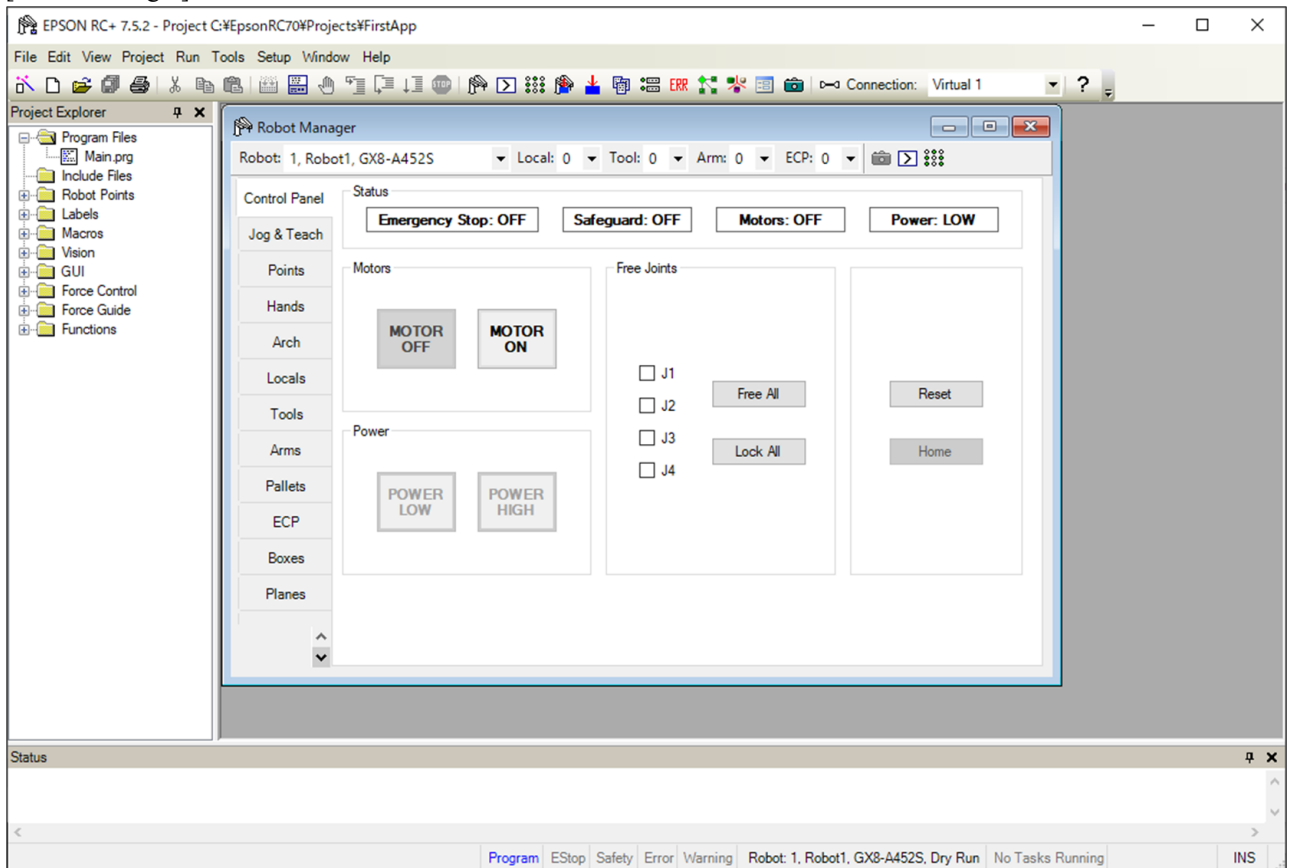 EPSON RC+ 7.5.2 - Project C:¥EpsonRC70¥Projects¥FirstApp
File Edit View Project Run Tools Setup Window Help
STOP ERR Connection: Virtual 1 ?
Project Explorer
Program Files
Main.prg
Include Files
Robot Points
Labels
Macros
Vision
GUI
Force Control
Force Guide
Functions
Robot Manager
Robot: 1, Robot1, GX8-A452S Local: 0 Tool: 0 Arm: 0 ECP: 0
Control Panel
Jog & Teach
Points
Hands
Arch
Locals
Tools
Arms
Pallets
ECP
Boxes
Planes
Status
Emergency Stop: OFF Safeguard: OFF Motors: OFF Power: LOW
Motors
MOTOR OFF
MOTOR ON
Power
POWER LOW
POWER HIGH
Free Joints
J1
J2
J3
J4
Free All
Lock All
Reset
Home
Status
Program EStop Safety Error Warning Robot: 1, Robot1, GX8-A452S, Dry Run No Tasks Running INS